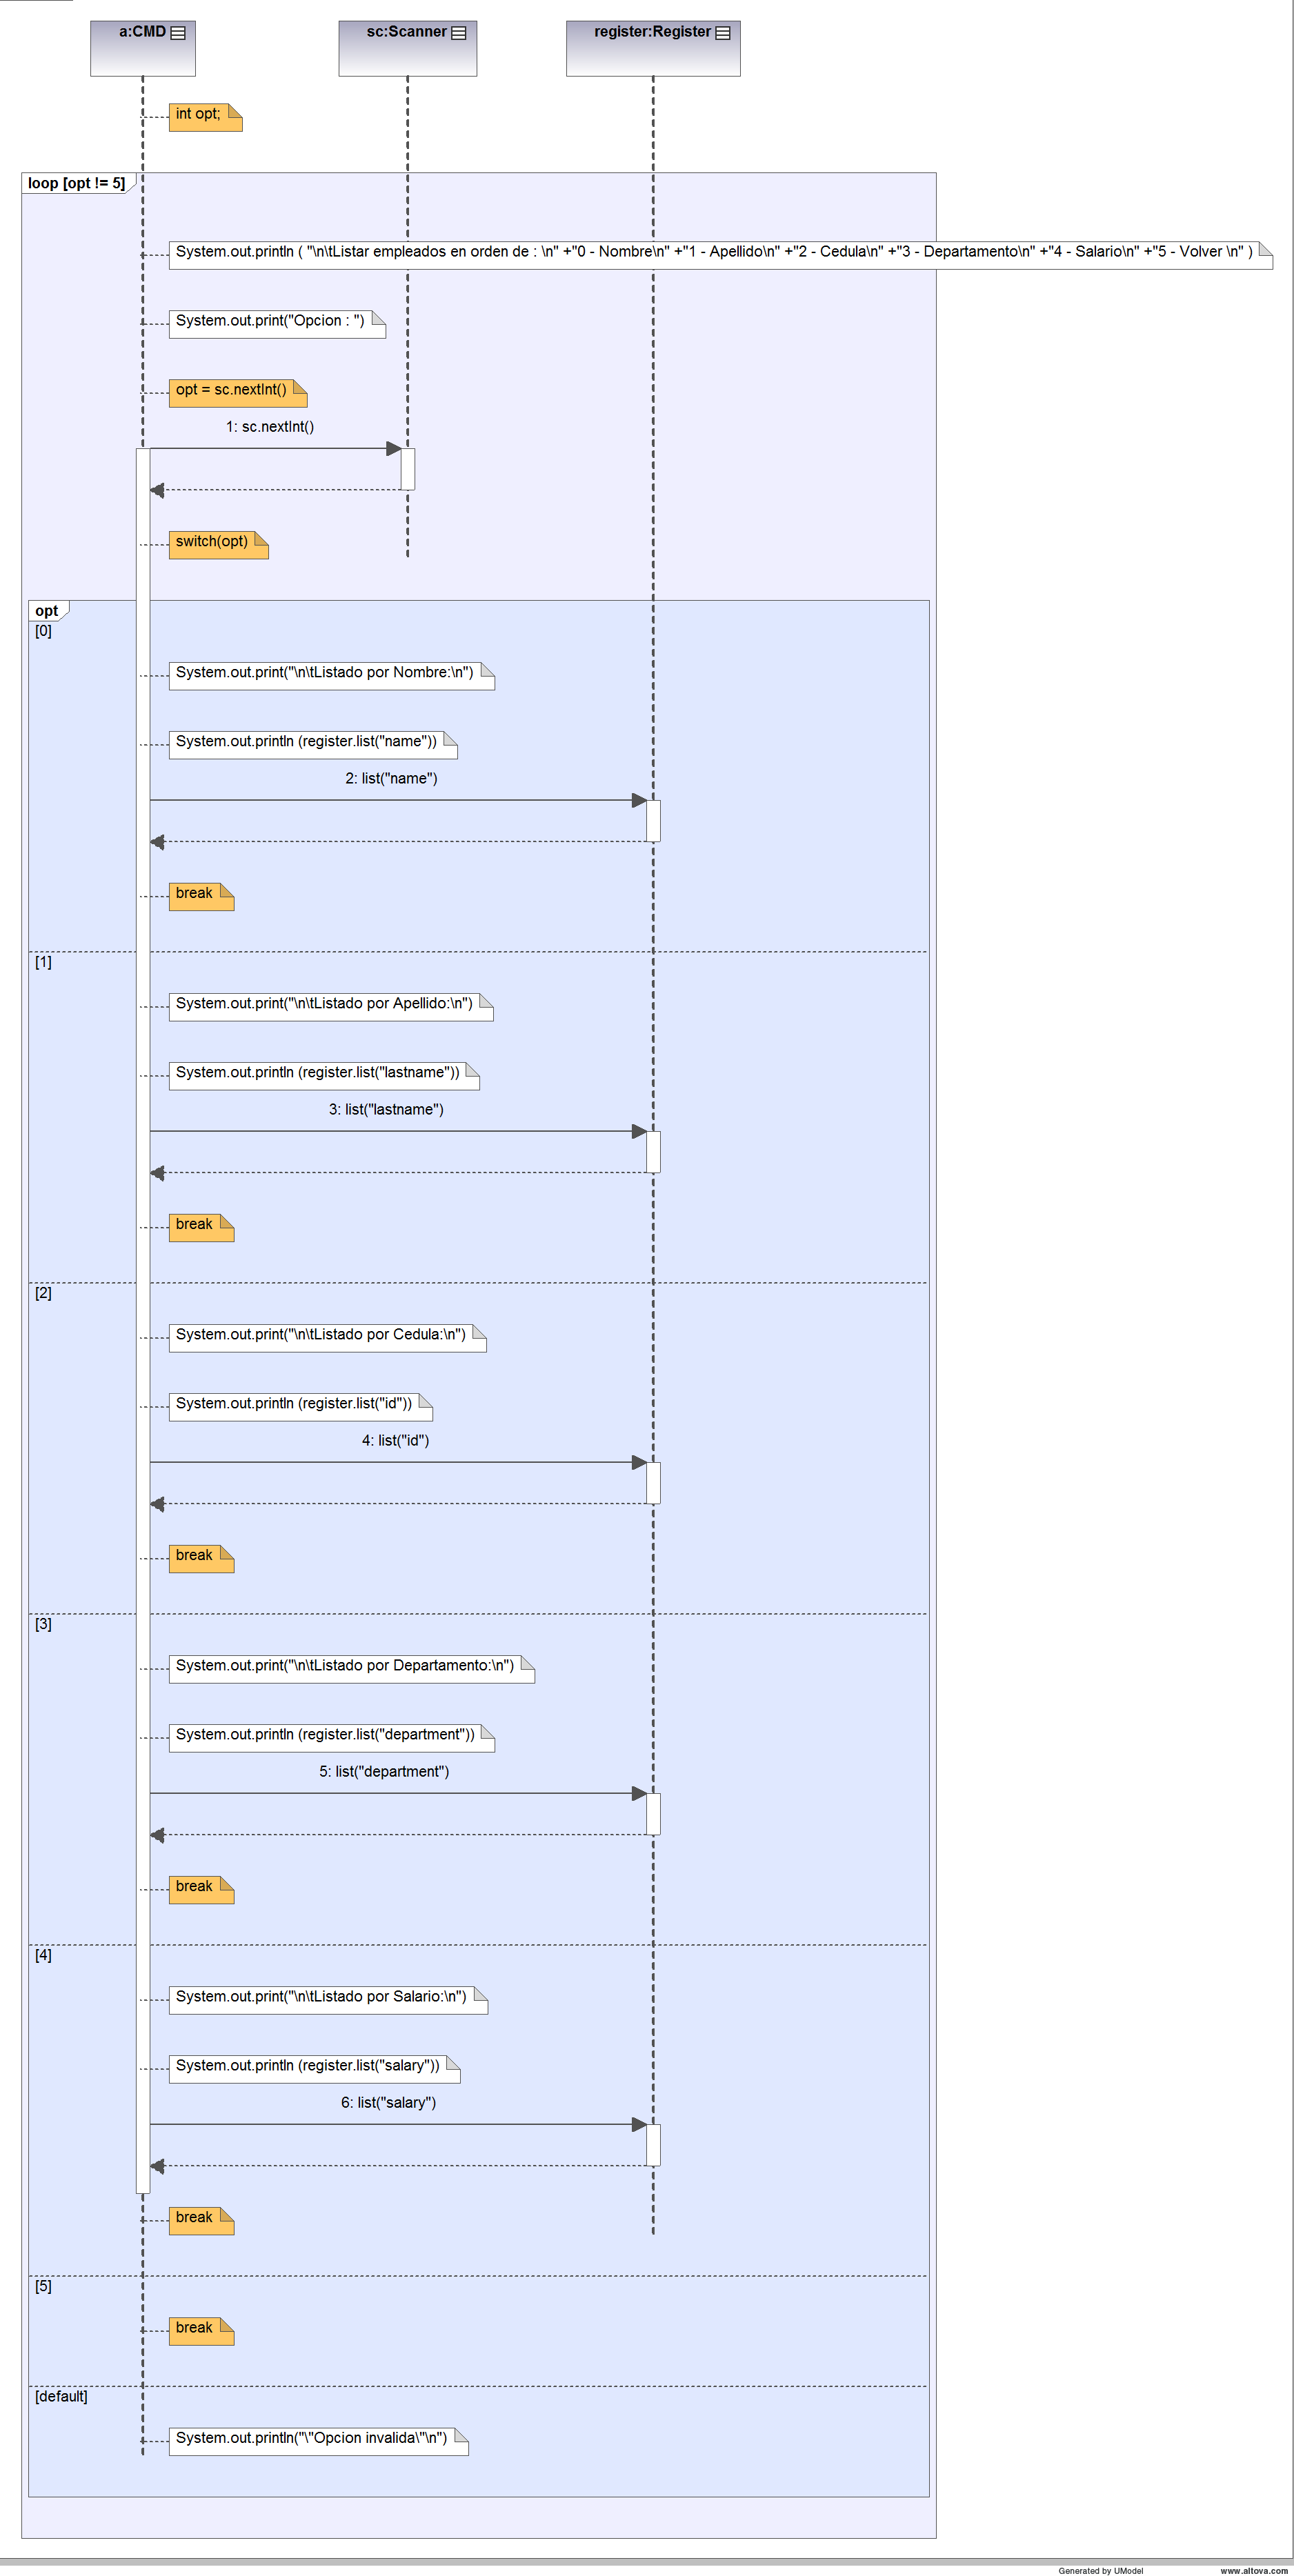 a:CMD
sc:Scanner
register:Register
int opt;
loop [opt != 5]
System.out.println ( "\n\tListar empleados en orden de : \n" +"0 - Nombre\n" +"1 - Apellido\n" +"2 - Cedula\n" +"3 - Departamento\n" +"4 - Salario\n" +"5 - Volver \n" )
System.out.print("Opcion : ")
opt = sc.nextInt()
1: sc.nextInt()
switch(opt)
opt
[0]
System.out.print("\n\tListado por Nombre:\n")
System.out.println (register.list("name"))
2: list("name")
break
[1]
System.out.print("\n\tListado por Apellido:\n")
System.out.println (register.list("lastname"))
3: list("lastname")
break
[2]
System.out.print("\n\tListado por Cedula:\n")
System.out.println (register.list("id"))
4: list("id")
break
[3]
System.out.print("\n\tListado por Departamento:\n")
System.out.println (register.list("department"))
5: list("department")
break
[4]
System.out.print("\n\tListado por Salario:\n")
System.out.println (register.list("salary"))
6: list("salary")
break
[5]
break
[default]
System.out.println("\"Opcion invalida\"\n")
Generated by UModel
www.altova.com